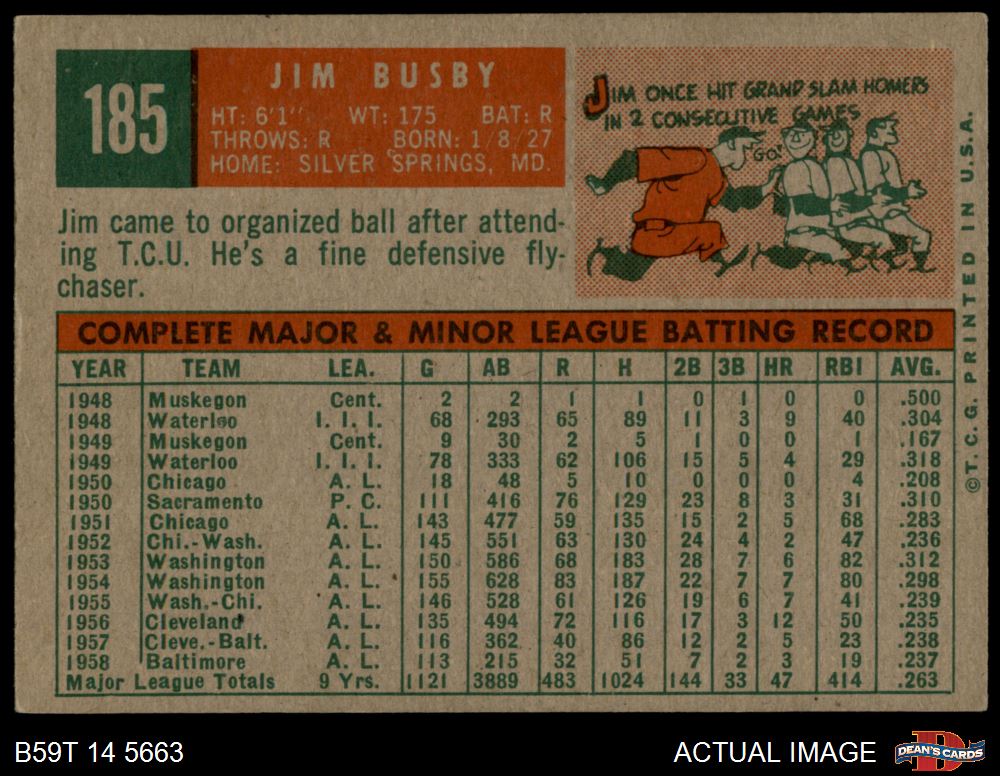 185
JIM BUSBY
HT: 6'1" WT: 175 BAT: R
THROWS: R BORN: 1/8/27
HOME: SILVER SPRINGS, MD.
JIM ONCE HIT GRAND SLAM HOMERS
IN 2 CONSECUTIVE GAMES
GO!
Jim came to organized ball after attend-
ing T.C.U. He's a fine defensive fly-
chaser.
COMPLETE MAJOR & MINOR LEAGUE BATTING RECORD
YEAR TEAM LEA. G AB R H 2B 3B HR RBI AVG.
1948 Muskegon Cent. 2 2 1 1 0 1 0 0 .500
1948 Waterloo I. I. I. 68 293 65 89 11 3 9 40 .304
1949 Muskegon Cent. 9 30 2 5 1 0 0 1 .167
1949 Waterloo I. I. I. 78 333 62 106 15 5 4 29 .318
1950 Chicago A. L. 18 48 5 10 0 0 0 4 .208
1950 Sacramento P. C. 111 416 76 129 23 8 3 31 .310
1951 Chicago A. L. 143 477 59 135 15 2 5 68 .283
1952 Chi.-Wash. A. L. 145 551 63 130 24 4 2 47 .236
1953 Washington A. L. 150 586 68 183 28 7 6 82 .312
1954 Washington A. L. 155 628 83 187 22 7 7 80 .298
1955 Wash.-Chi. A. L. 146 528 61 126 19 6 7 41 .239
1956 Cleveland A. L. 135 494 72 116 17 3 12 50 .235
1957 Cleve.-Balt. A. L. 116 362 40 86 12 2 5 23 .238
1958 Baltimore A. L. 113 215 32 51 7 2 3 19 .237
Major League Totals 9 Yrs. 1121 3889 483 1024 144 33 47 414 .263
©T. C. G. PRINTED IN U.S.A.
B59T 14 5663
ACTUAL IMAGE
DEAN'S CARDS